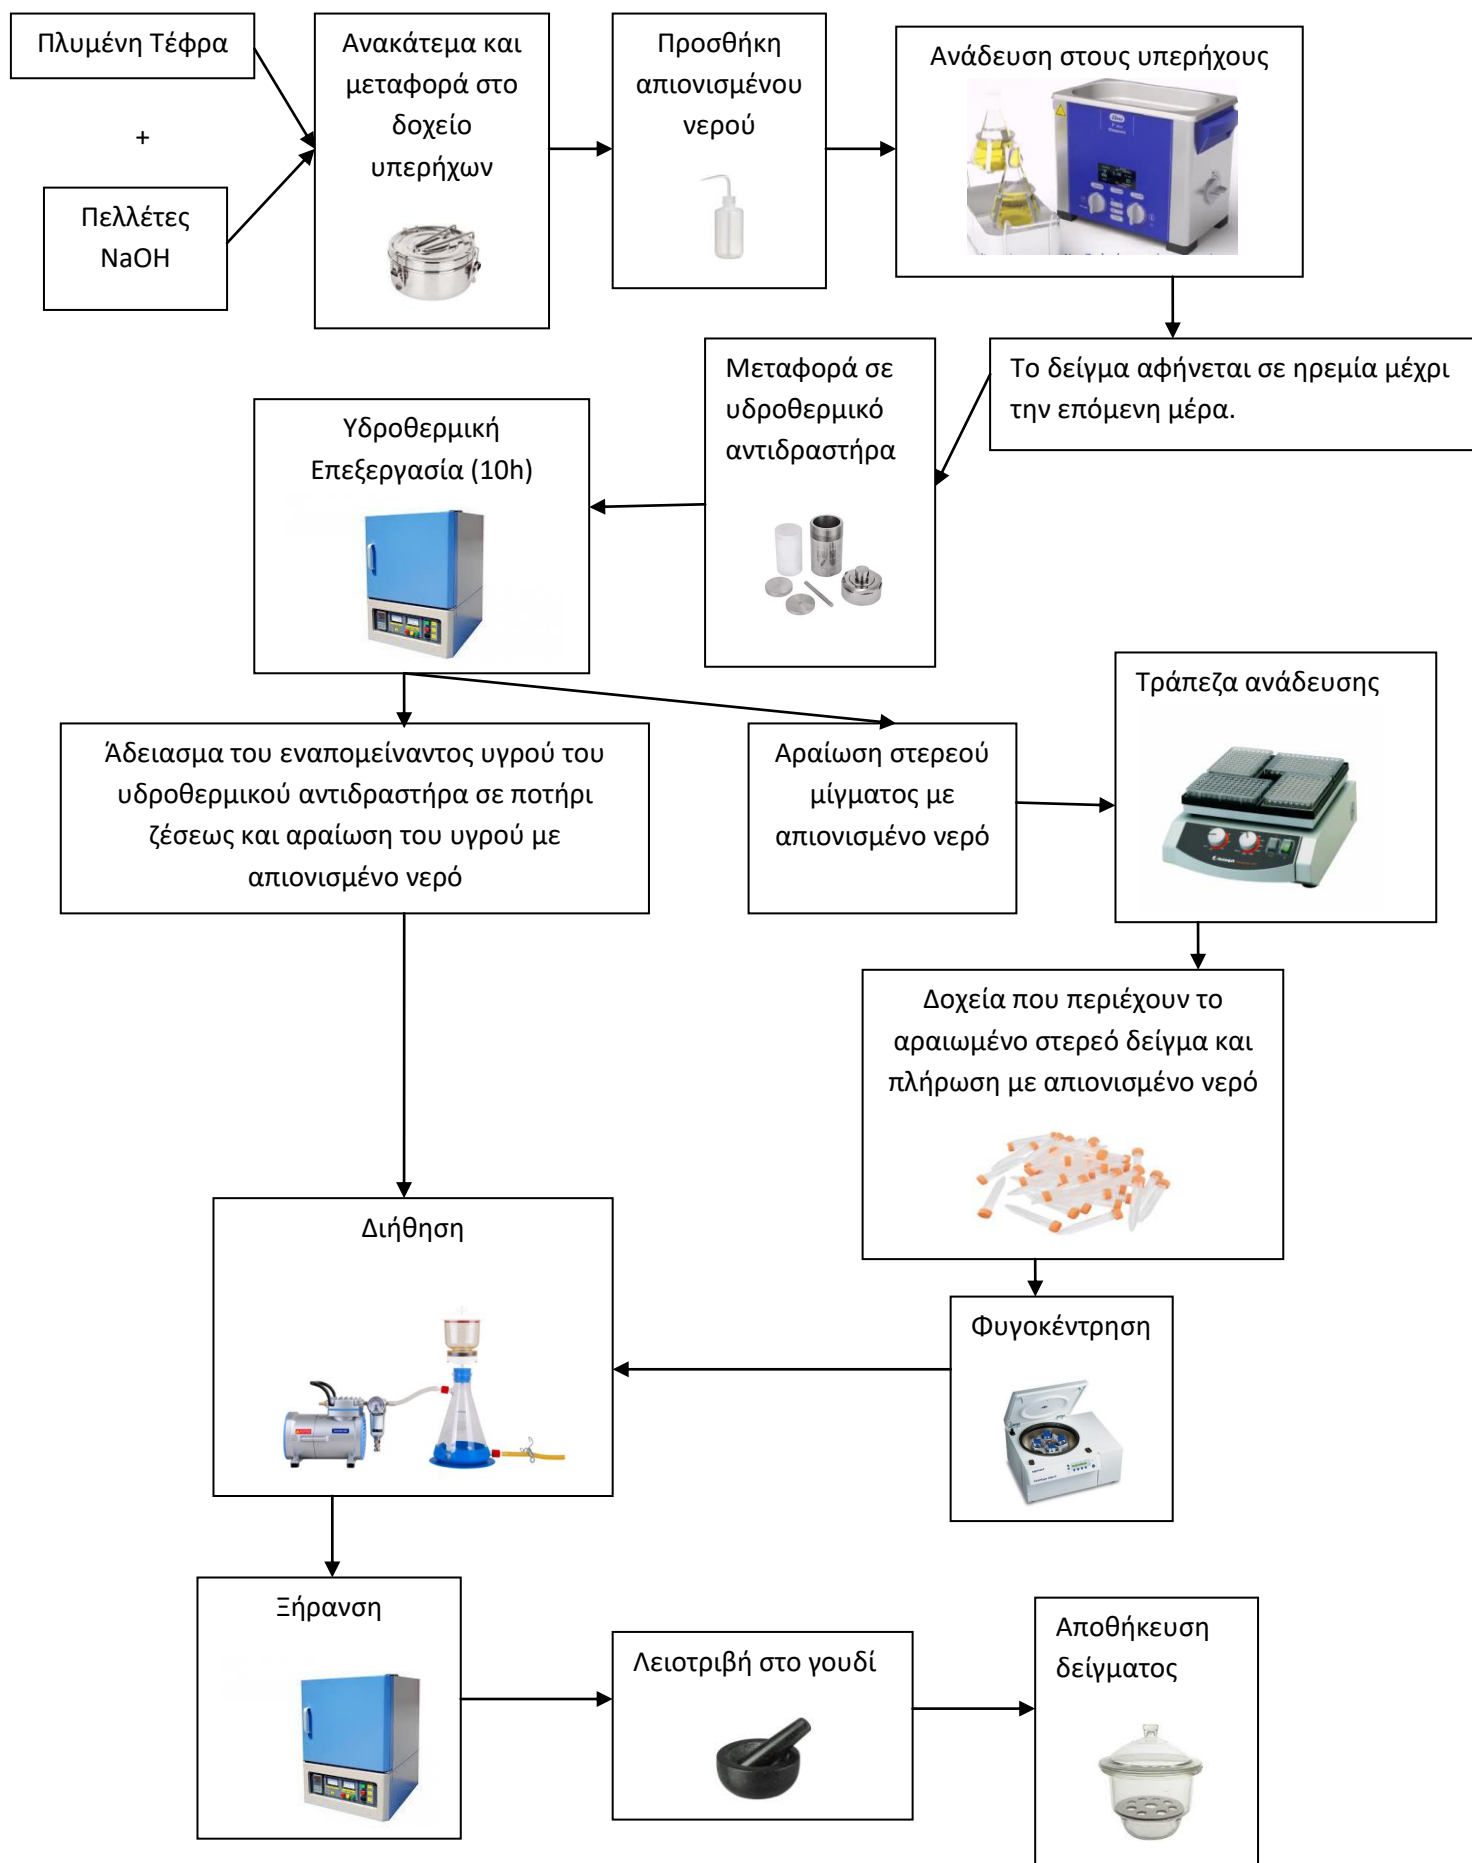 Πλυμένη Τέφρα
+
Πελλέτες
NaOH
Ανακάτεμα και
μεταφορά στο
δοχείο
υπερήχων
Προσθήκη
απιονισμένου
νερού
Ανάδευση στους υπερήχους
Το δείγμα αφήνεται σε ηρεμία μέχρι
την επόμενη μέρα.
Μεταφορά σε
υδροθερμικό
αντιδραστήρα
Υδροθερμική
Επεξεργασία (10h)
Άδειασμα του εναπομείναντος υγρού του
υδροθερμικού αντιδραστήρα σε ποτήρι
ζέσεως και αραίωση του υγρού με
απιονισμένο νερό
Αραίωση στερεού
μίγματος με
απιονισμένο νερό
Τράπεζα ανάδευσης
Δοχεία που περιέχουν το
αραιωμένο στερεό δείγμα και
πλήρωση με απιονισμένο νερό
Φυγοκέντρηση
Διήθηση
Ξήρανση
Λειοτριβή στο γουδί
Αποθήκευση
δείγματος